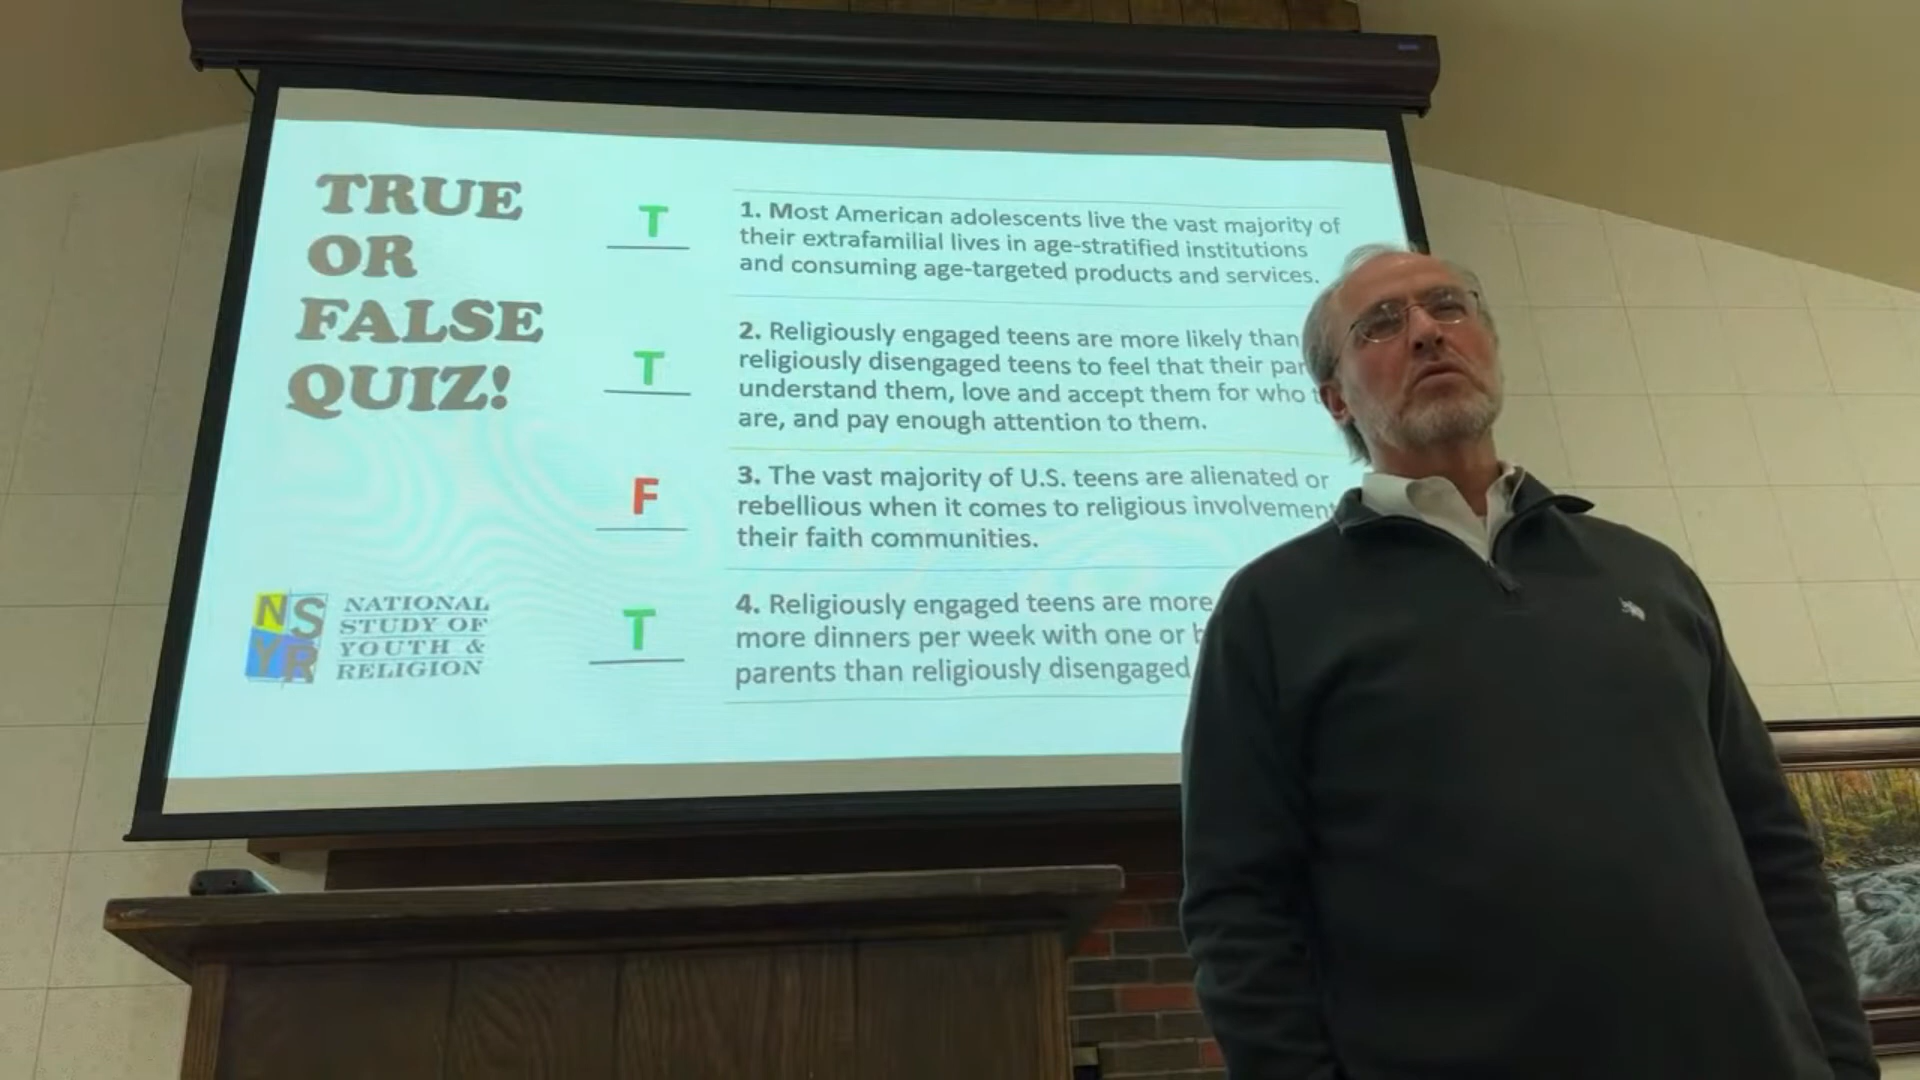 TRUE
OR
FALSE
QUIZ!
T
1. Most American adolescents live the vast majority of
their extrafamilial lives in age-stratified institutions
and consuming age-targeted products and services.
T
2. Religiously engaged teens are more likely than
religiously disengaged teens to feel that their par
understand them, love and accept them for who t
are, and pay enough attention to them.
F
3. The vast majority of U.S. teens are alienated or
rebellious when it comes to religious involvement
their faith communities.
T
4. Religiously engaged teens are more
more dinners per week with one or b
parents than religiously disengaged
NS
YR
NATIONAL
STUDY OF
YOUTH &
RELIGION